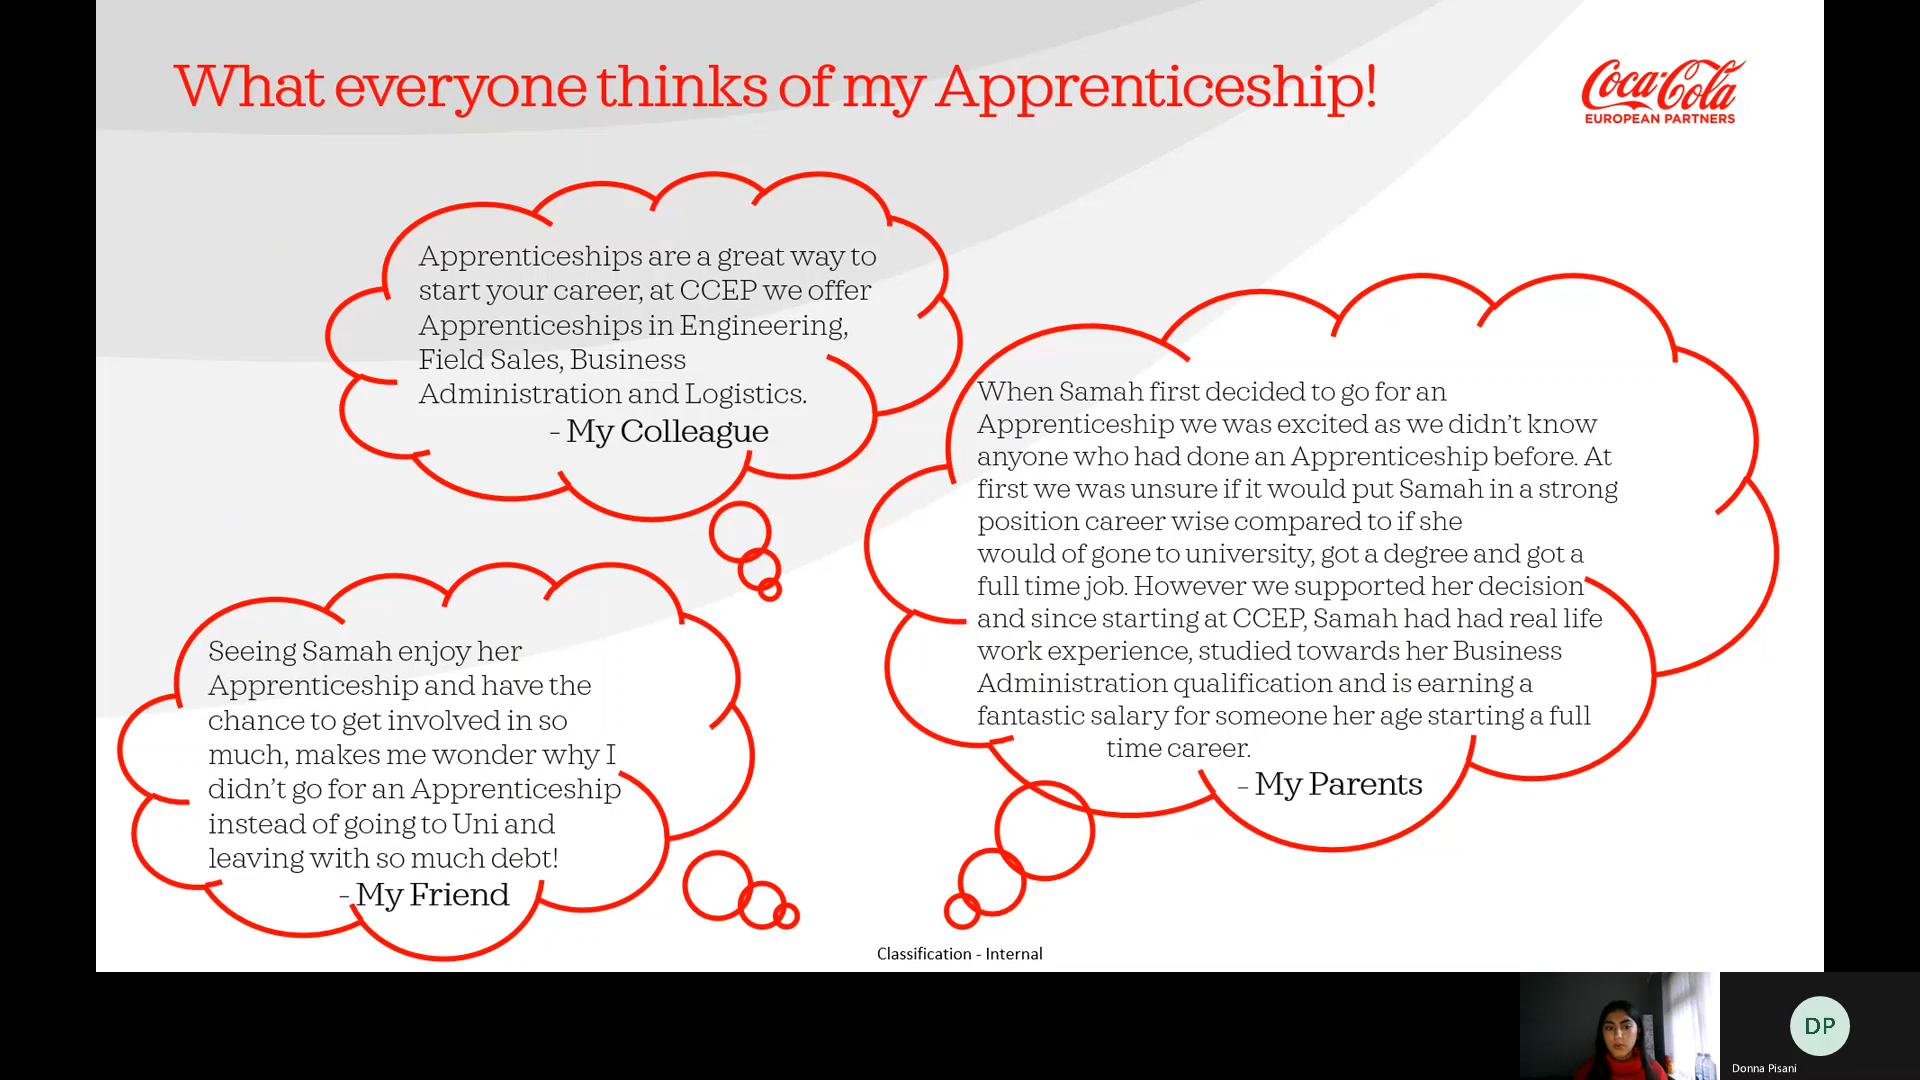 What everyone thinks of my Apprenticeship!
Coca-Cola
EUROPEAN PARTNERS
Apprenticeships are a great way to
start your career, at CCEP we offer
Apprenticeships in Engineering,
Field Sales, Business
Administration and Logistics.
- My Colleague
When Samah first decided to go for an
Apprenticeship we was excited as we didn't know
anyone who had done an Apprenticeship before. At
first we was unsure if it would put Samah in a strong
position career wise compared to if she
would of gone to university, got a degree and got a
full time job. However we supported her decision
and since starting at CCEP, Samah had had real life
work experience, studied towards her Business
Administration qualification and is earning a
fantastic salary for someone her age starting a full
time career.
- My Parents
Seeing Samah enjoy her
Apprenticeship and have the
chance to get involved in so
much, makes me wonder why I
didn't go for an Apprenticeship
instead of going to Uni and
leaving with so much debt!
- My Friend
Classification - Internal
DP
Donna Pisani